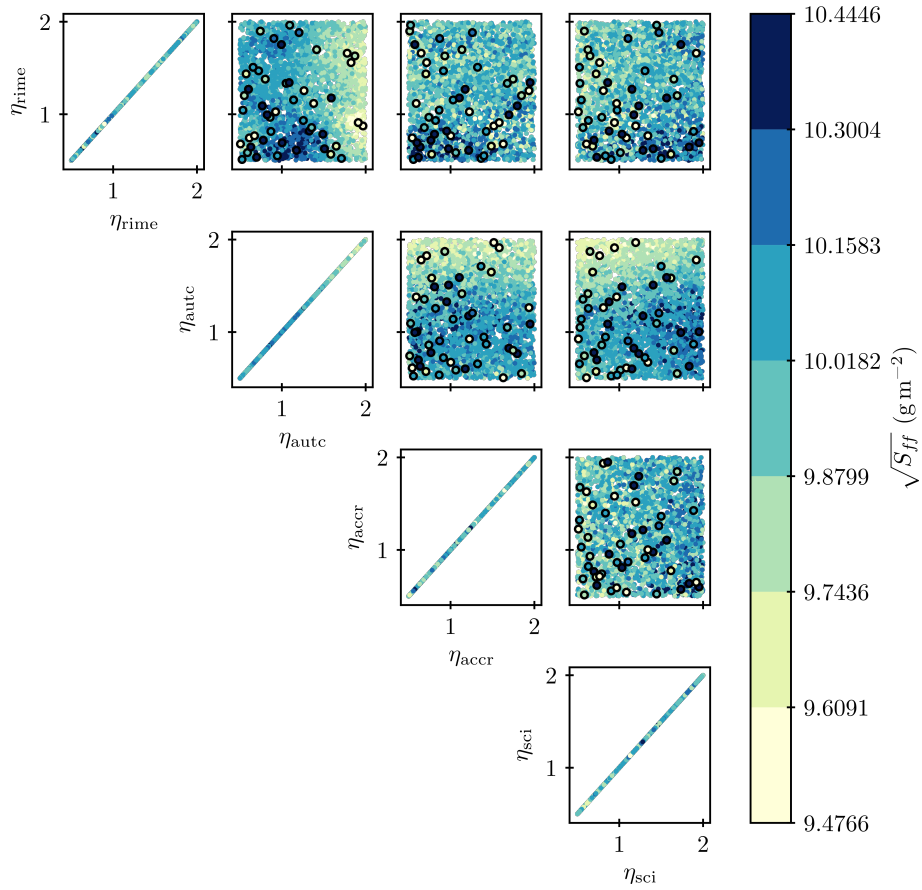 2
1
η_rime
1 2
η_rime
2
1
η_autc
1 2
η_autc
2
1
η_accr
1 2
η_accr
2
1
η_sci
1 2
η_sci
10.4446
10.3004
10.1583
10.0182
9.8799
9.7436
9.6091
9.4766
√S_ff (g m⁻²)